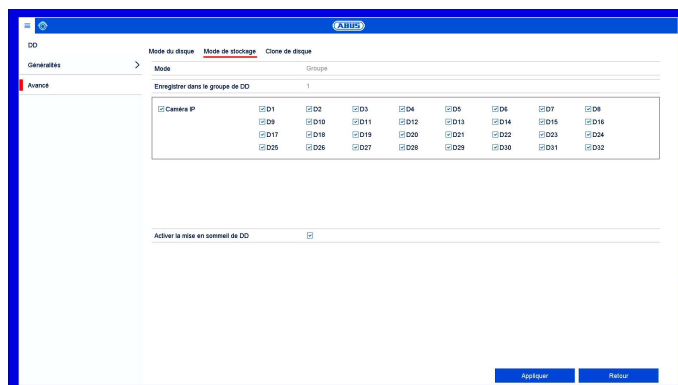 ABUS
DD
Généralités
Avancé
Mode du disque Mode de stockage Clone de disque
Mode Groupe
Enregistrer dans le groupe de DD 1
Caméra IP D1 D2 D3 D4 D5 D6 D7 D8
D9 D10 D11 D12 D13 D14 D15 D16
D17 D18 D19 D20 D21 D22 D23 D24
D25 D26 D27 D28 D29 D30 D31 D32
Activer la mise en sommeil de DD
Appliquer Retour